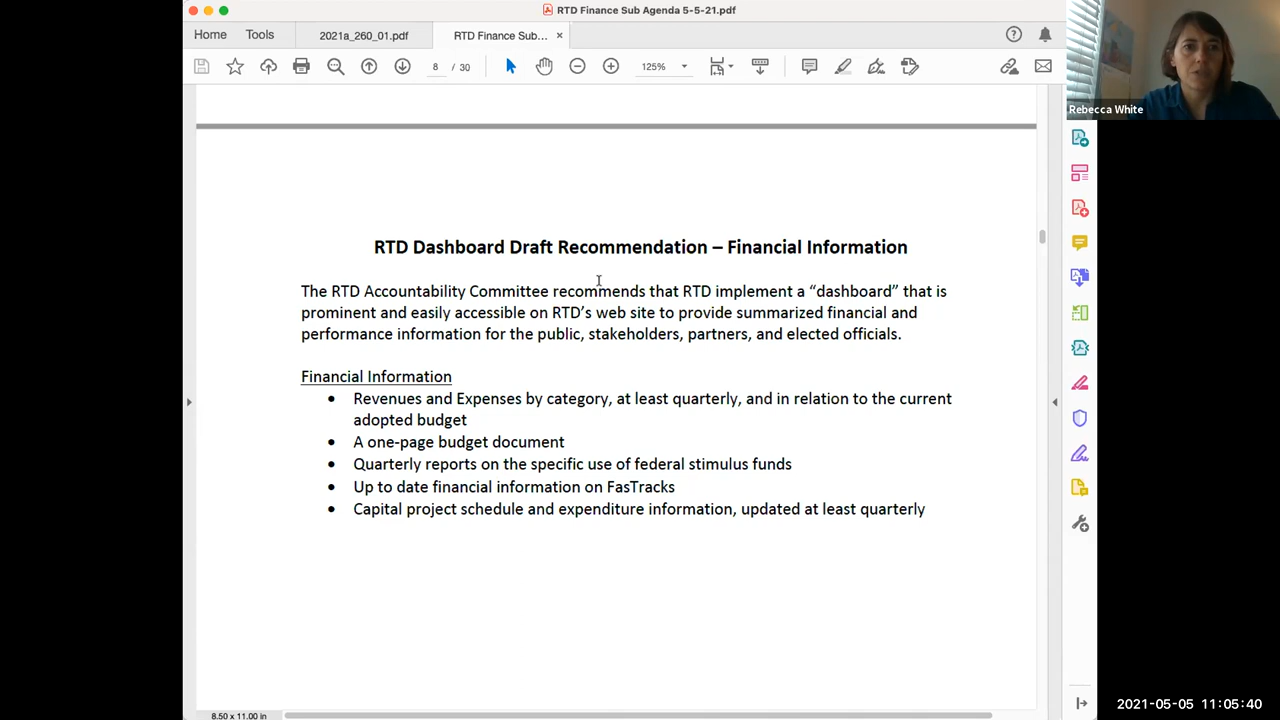 RTD Finance Sub Agenda 5-5-21.pdf
Home
Tools
2021a_260_01.pdf
RTD Finance Sub... ×
8 / 30
125%
Rebecca White
RTD Dashboard Draft Recommendation – Financial Information
The RTD Accountability Committee recommends that RTD implement a “dashboard” that is
prominent and easily accessible on RTD’s web site to provide summarized financial and
performance information for the public, stakeholders, partners, and elected officials.
Financial Information
• Revenues and Expenses by category, at least quarterly, and in relation to the current
adopted budget
• A one-page budget document
• Quarterly reports on the specific use of federal stimulus funds
• Up to date financial information on FasTracks
• Capital project schedule and expenditure information, updated at least quarterly
8.50 x 11.00 in
2021-05-05 11:05:40